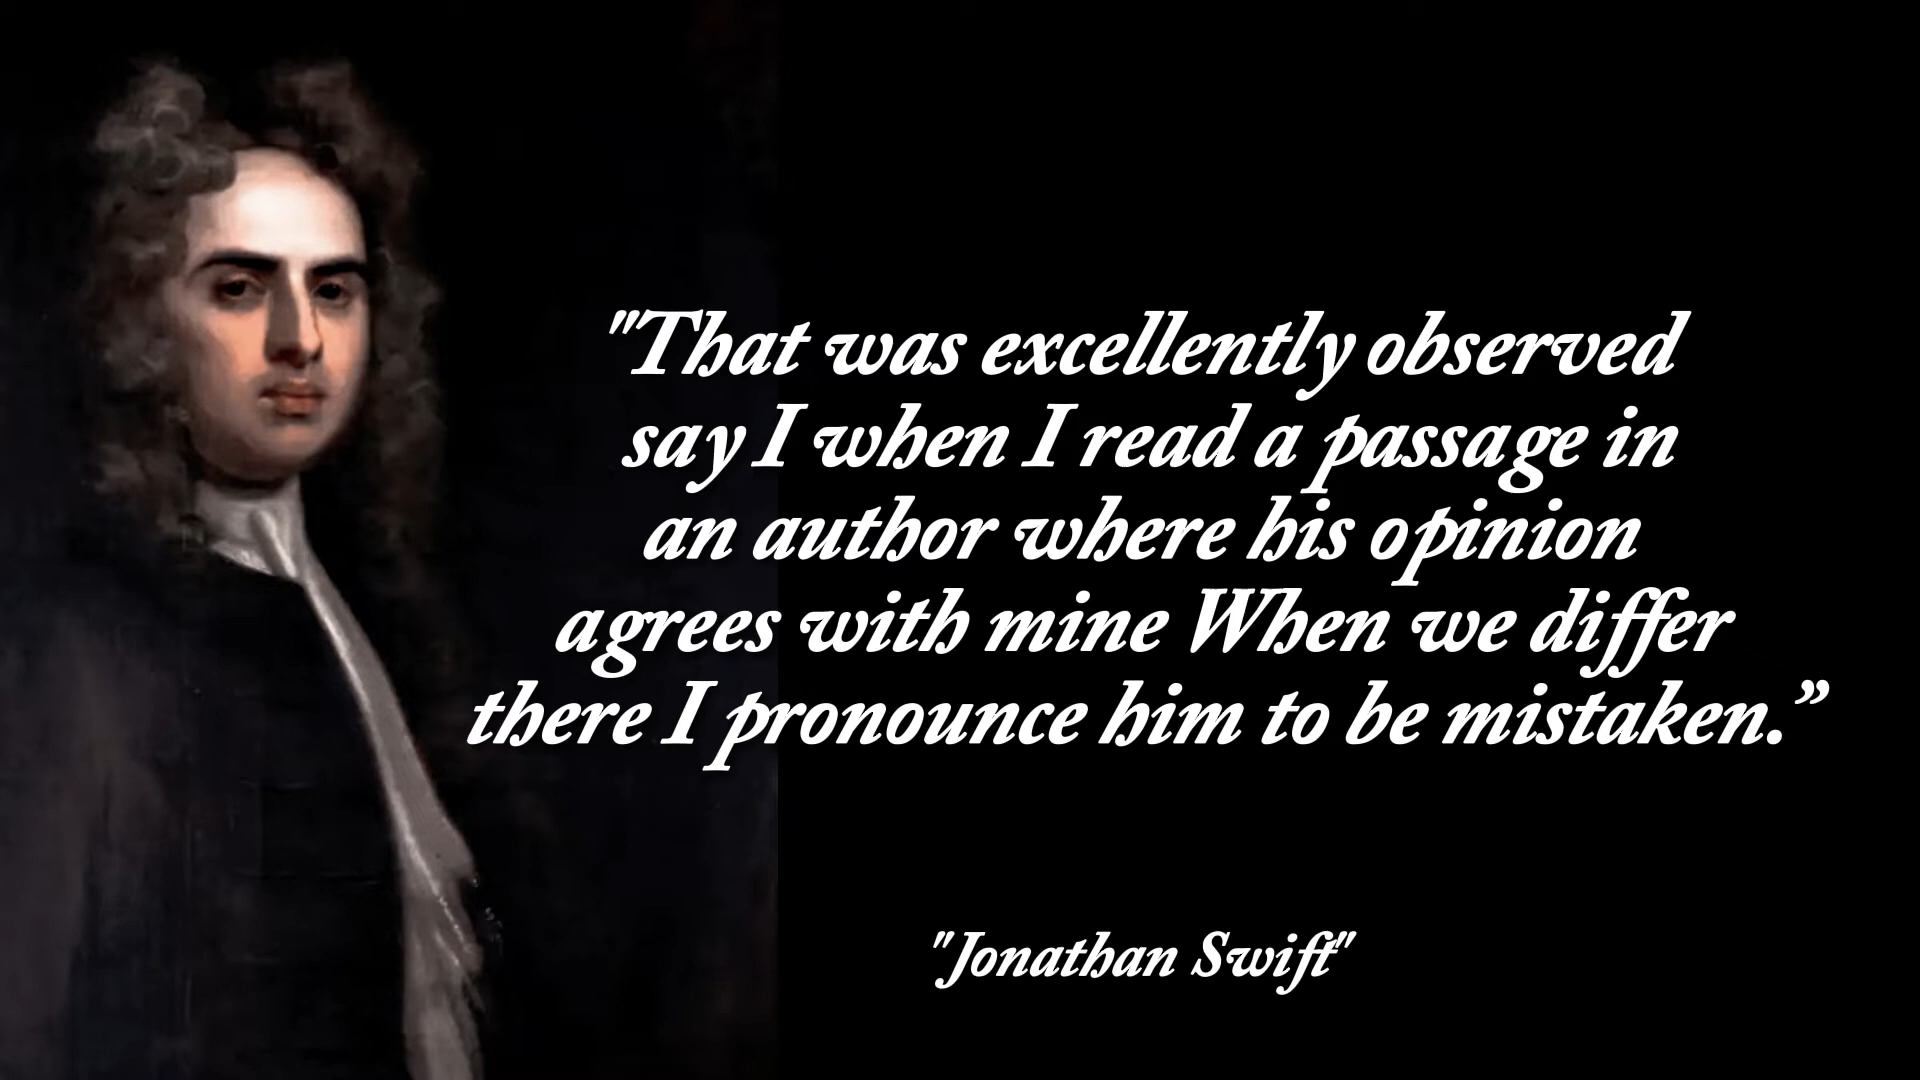 "That was excellently observed
say I when I read a passage in
an author where his opinion
agrees with mine When we differ
there I pronounce him to be mistaken.”
"Jonathan Swift"